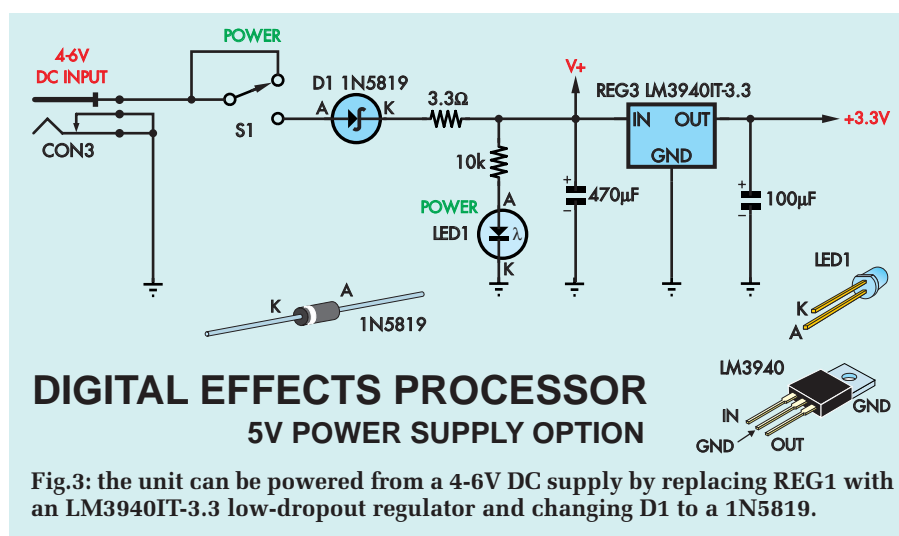 POWER
4-6V
DC INPUT
CON3
S1
D1 1N5819
A
K
3.3Ω
V+
REG3 LM3940IT-3.3
IN OUT
GND
+3.3V
10k
470µF
+
–
100µF
+
–
POWER
LED1
A
λ
K
K
A
1N5819
LED1
K
A
LM3940
IN
GND
OUT
GND
DIGITAL EFFECTS PROCESSOR
5V POWER SUPPLY OPTION
Fig.3: the unit can be powered from a 4-6V DC supply by replacing REG1 with
an LM3940IT-3.3 low-dropout regulator and changing D1 to a 1N5819.